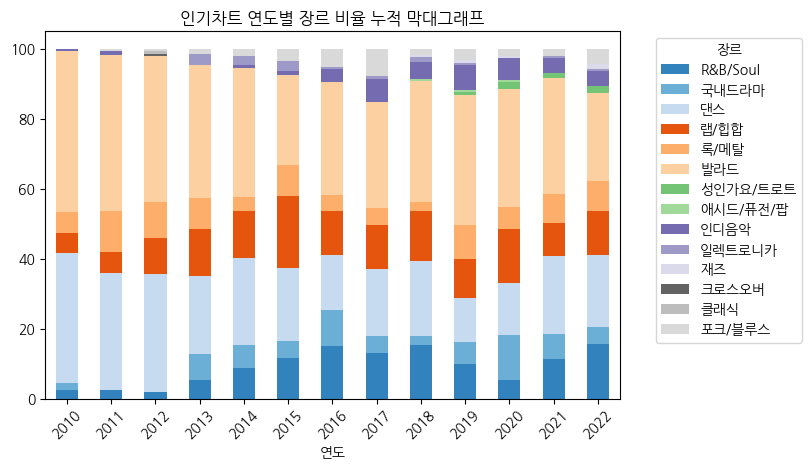 인기차트 연도별 장르 비율 누적 막대그래프
100
80
60
40
20
0
2010 2011 2012 2013 2014 2015 2016 2017 2018 2019 2020 2021 2022
연도
장르
R&B/Soul
국내드라마
댄스
랩/힙합
록/메탈
발라드
성인가요/트로트
애시드/퓨전/팝
인디음악
일렉트로니카
재즈
크로스오버
클래식
포크/블루스